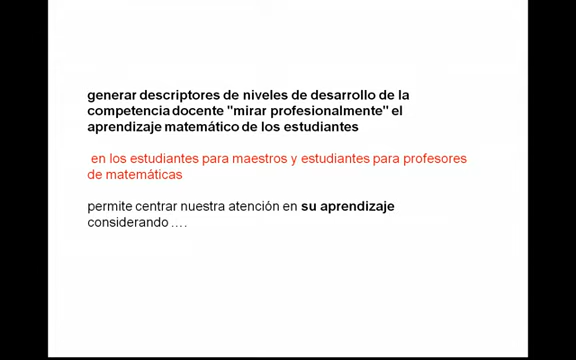 generar descriptores de niveles de desarrollo de la
competencia docente "mirar profesionalmente" el
aprendizaje matemático de los estudiantes
en los estudiantes para maestros y estudiantes para profesores
de matemáticas
permite centrar nuestra atención en su aprendizaje
considerando ….